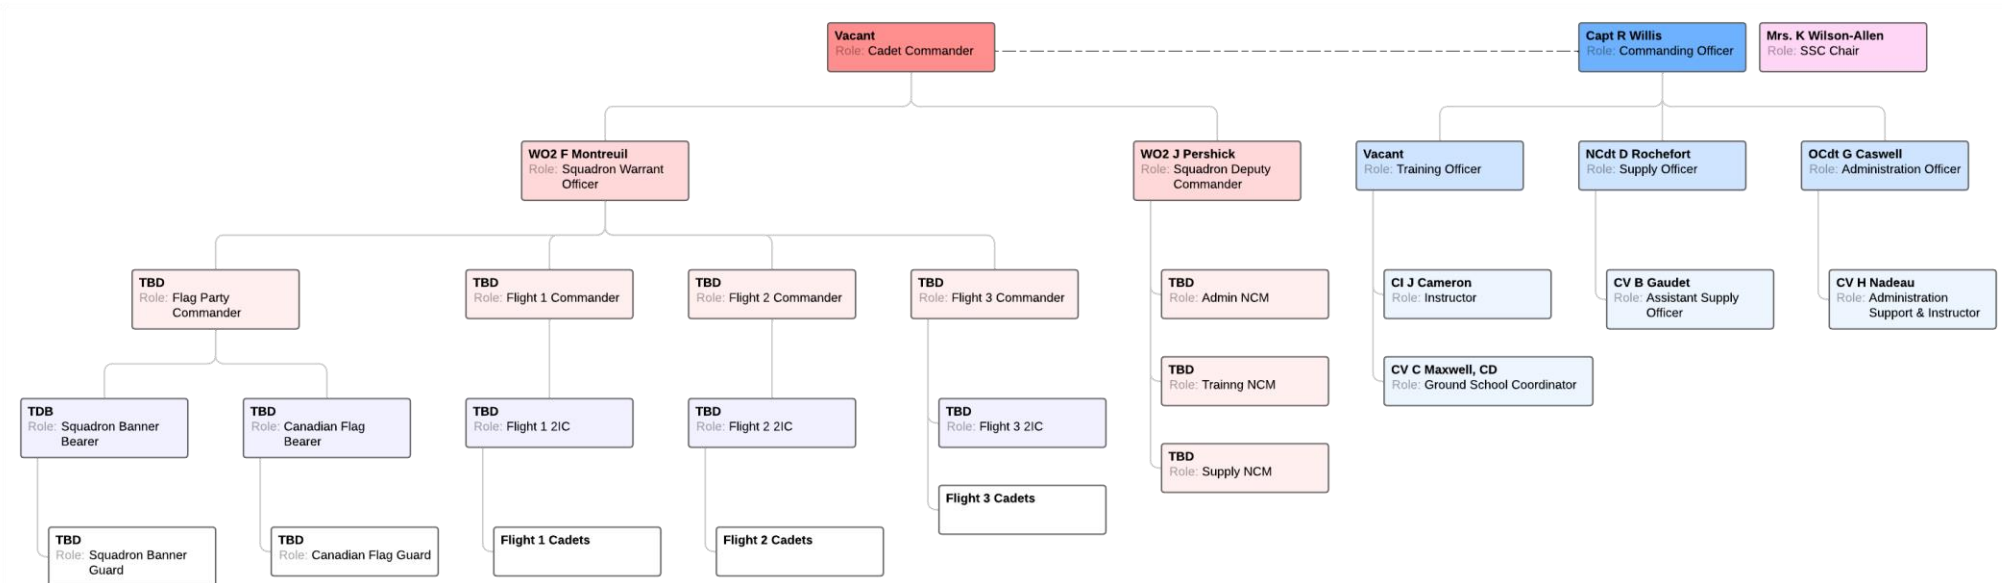 Vacant
Role: Cadet Commander
Capt R Willis
Role: Commanding Officer
Mrs. K Wilson-Allen
Role: SSC Chair
WO2 F Montreuil
Role: Squadron Warrant
Officer
WO2 J Pershick
Role: Squadron Deputy
Commander
Vacant
Role: Training Officer
NCdt D Rochefort
Role: Supply Officer
OCdt G Caswell
Role: Administration Officer
TBD
Role: Flag Party
Commander
TBD
Role: Flight 1 Commander
TBD
Role: Flight 2 Commander
TBD
Role: Flight 3 Commander
TBD
Role: Admin NCM
CI J Cameron
Role: Instructor
CV B Gaudet
Role: Assistant Supply
Officer
CV H Nadeau
Role: Administration
Support & Instructor
TBD
Role: Trainng NCM
CV C Maxwell, CD
Role: Ground School Coordinator
TDB
Role: Squadron Banner
Bearer
TBD
Role: Canadian Flag
Bearer
TBD
Role: Flight 1 2IC
TBD
Role: Flight 2 2IC
TBD
Role: Flight 3 2IC
TBD
Role: Supply NCM
Flight 3 Cadets
TBD
Role: Squadron Banner
Guard
TBD
Role: Canadian Flag Guard
Flight 1 Cadets
Flight 2 Cadets